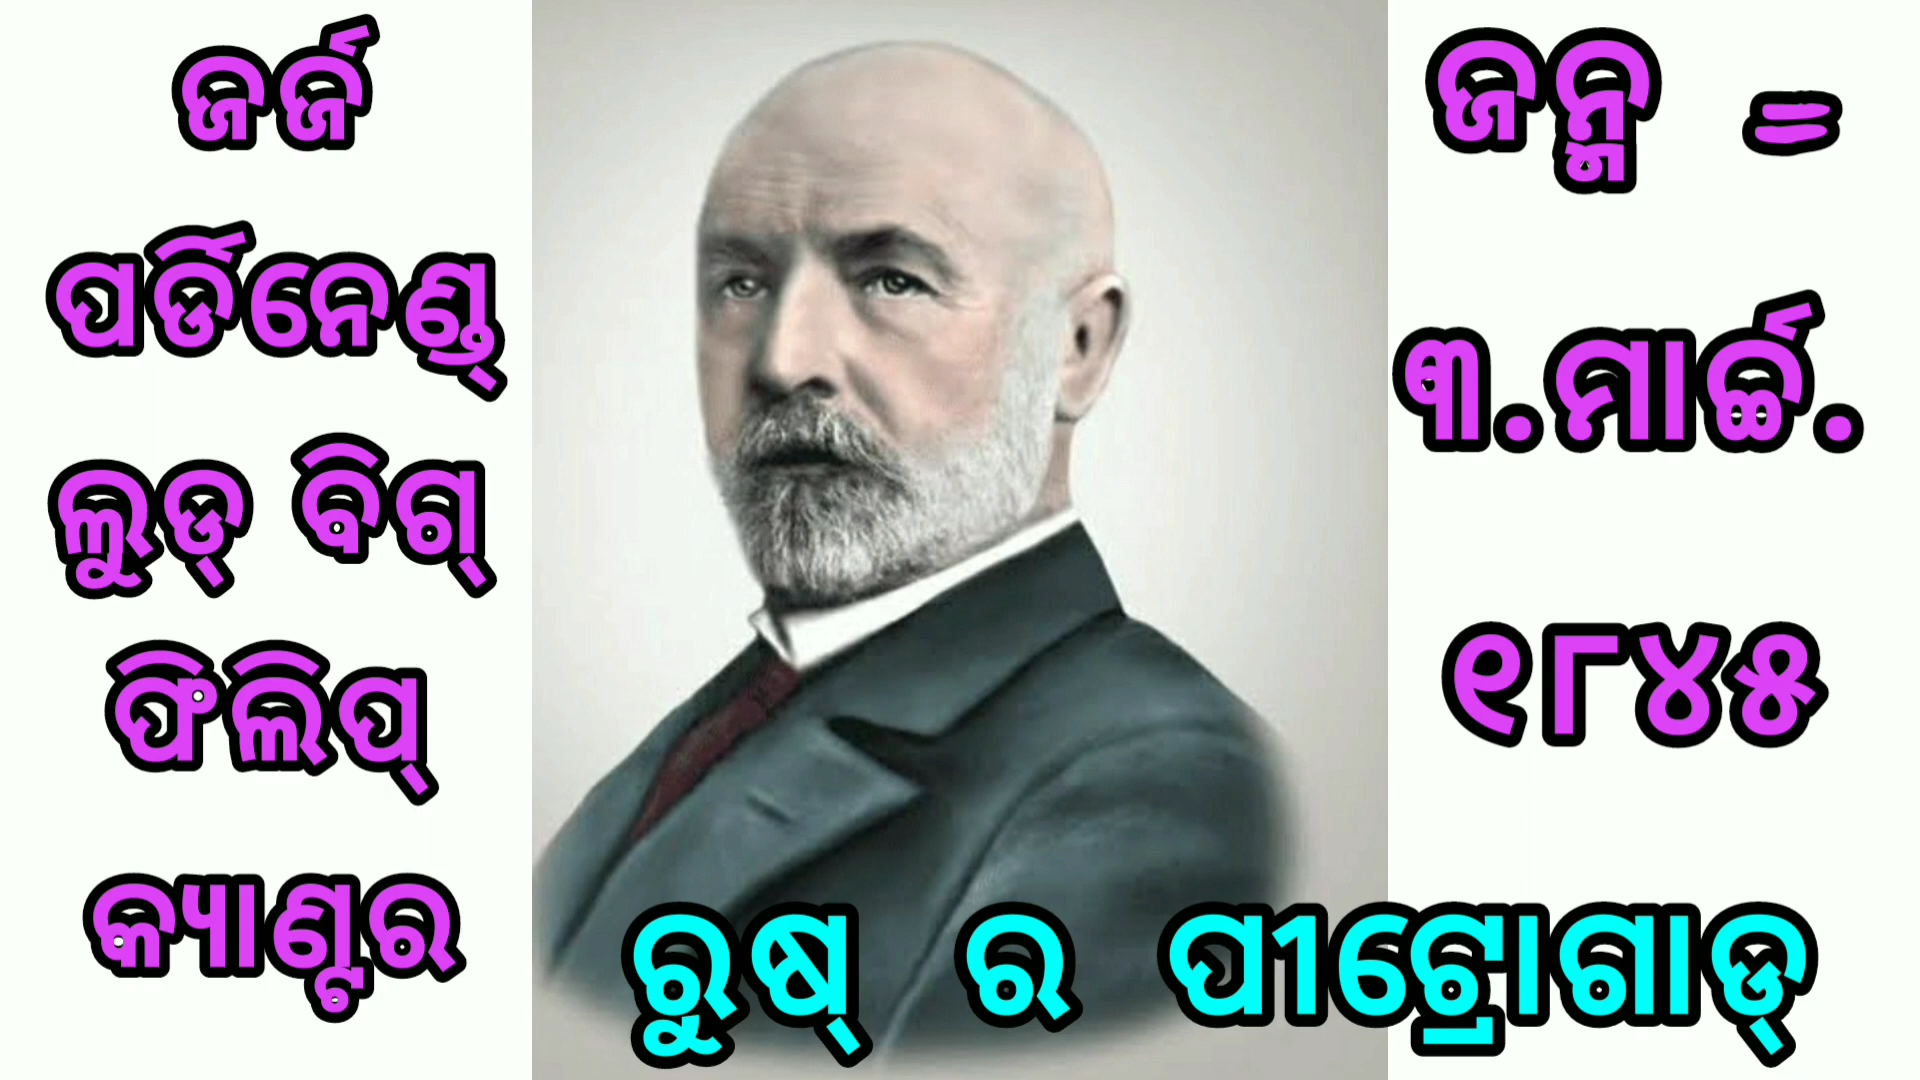 ଜର୍ଜ
ପର୍ଡିନେଣ୍ଡ୍
ଲୁଡ୍ ବିଗ୍
ଫିଲିପ୍
କ୍ୟାଣ୍ଟର
ଜନ୍ମ =
୩.ମାର୍ଚ୍ଚ.
୧୮୪୫
ରୁଷ୍ ର ପୀଟ୍ରୋଗାଡ୍